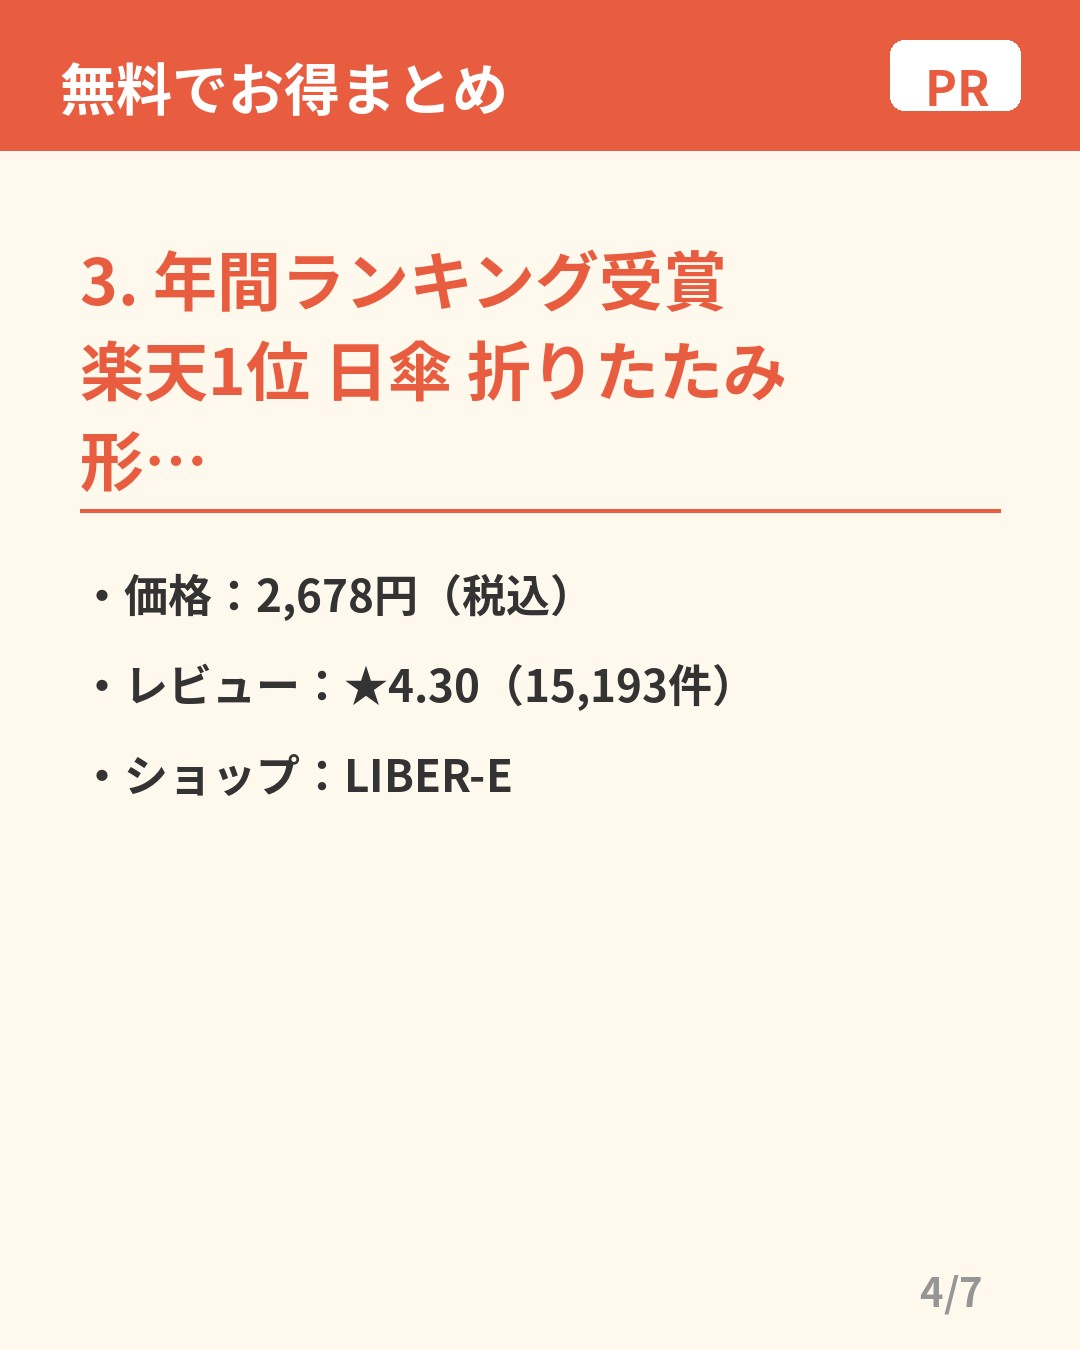 無料でお得まとめ
PR
3. 年間ランキング受賞
楽天1位 日傘 折りたたみ
形…
・価格：2,678円（税込）
・レビュー：★4.30（15,193件）
・ショップ：LIBER-E
4/7